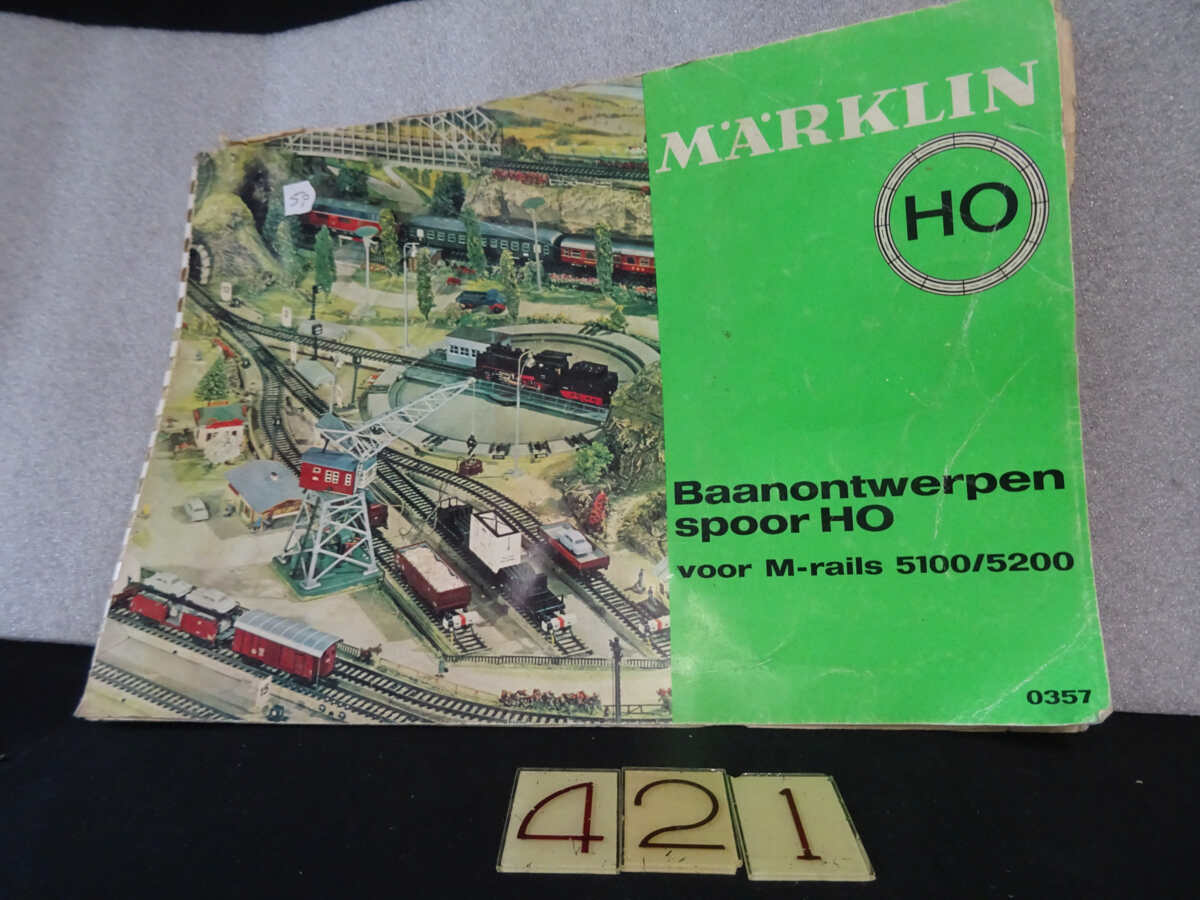 MÄRKLIN
HO
Baanontwerpen
spoor HO
voor M-rails 5100/5200
0357
421